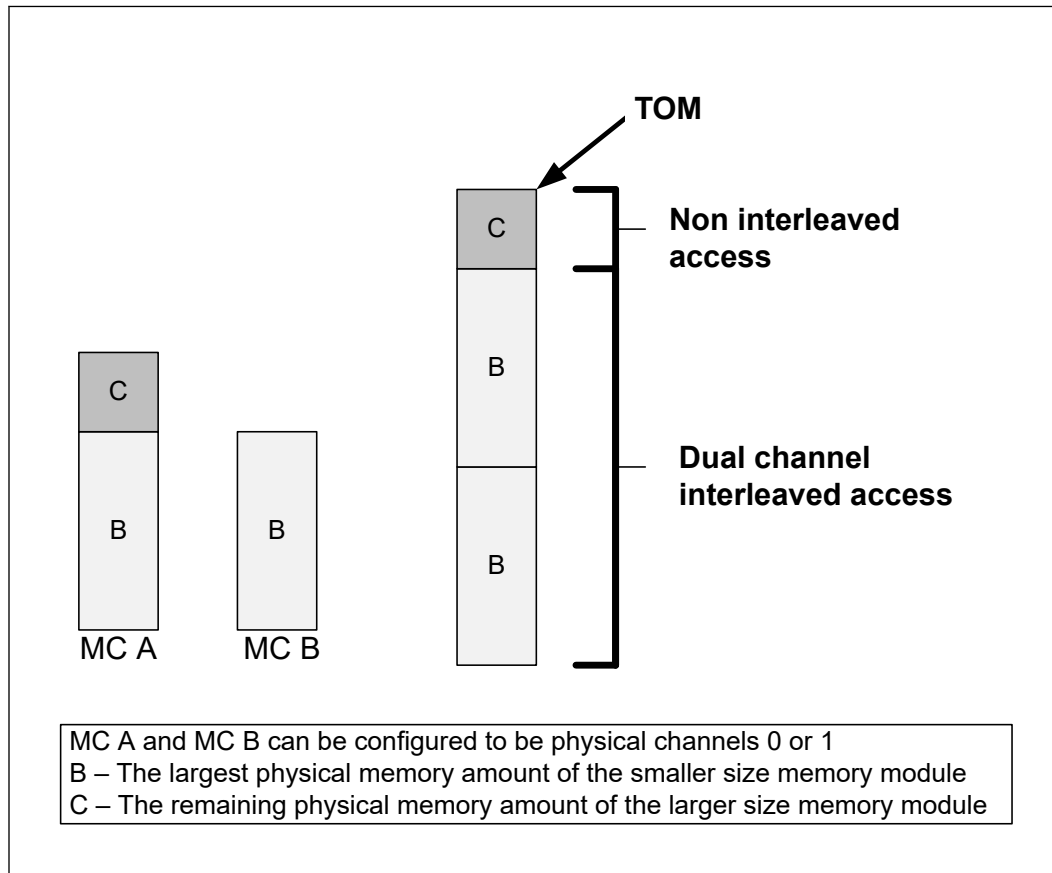 TOM
C
Non interleaved
access
B
C
Dual channel
interleaved access
B
B
B
MC A
MC B
MC A and MC B can be configured to be physical channels 0 or 1
B – The largest physical memory amount of the smaller size memory module
C – The remaining physical memory amount of the larger size memory module